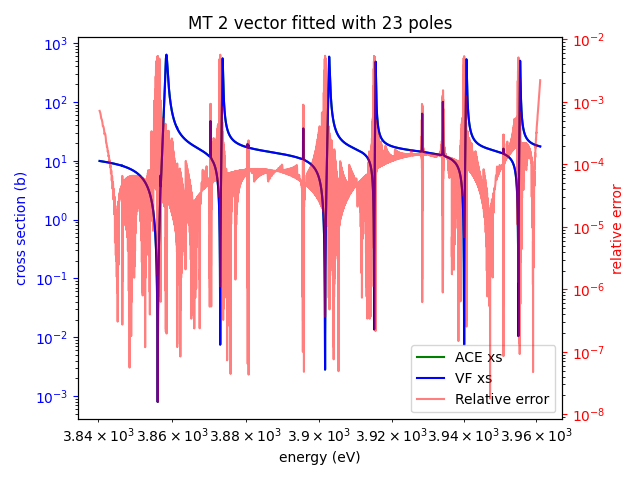 MT 2 vector fitted with 23 poles
cross section (b)
10³
10²
10¹
10⁰
10⁻¹
10⁻²
10⁻³
10⁻²
10⁻³
10⁻⁴
10⁻⁵
10⁻⁶
10⁻⁷
10⁻⁸
relative error
ACE xs
VF xs
Relative error
3.84 × 10³ 3.86 × 10³ 3.88 × 10³ 3.9 × 10³ 3.92 × 10³ 3.94 × 10³ 3.96 × 10³
energy (eV)